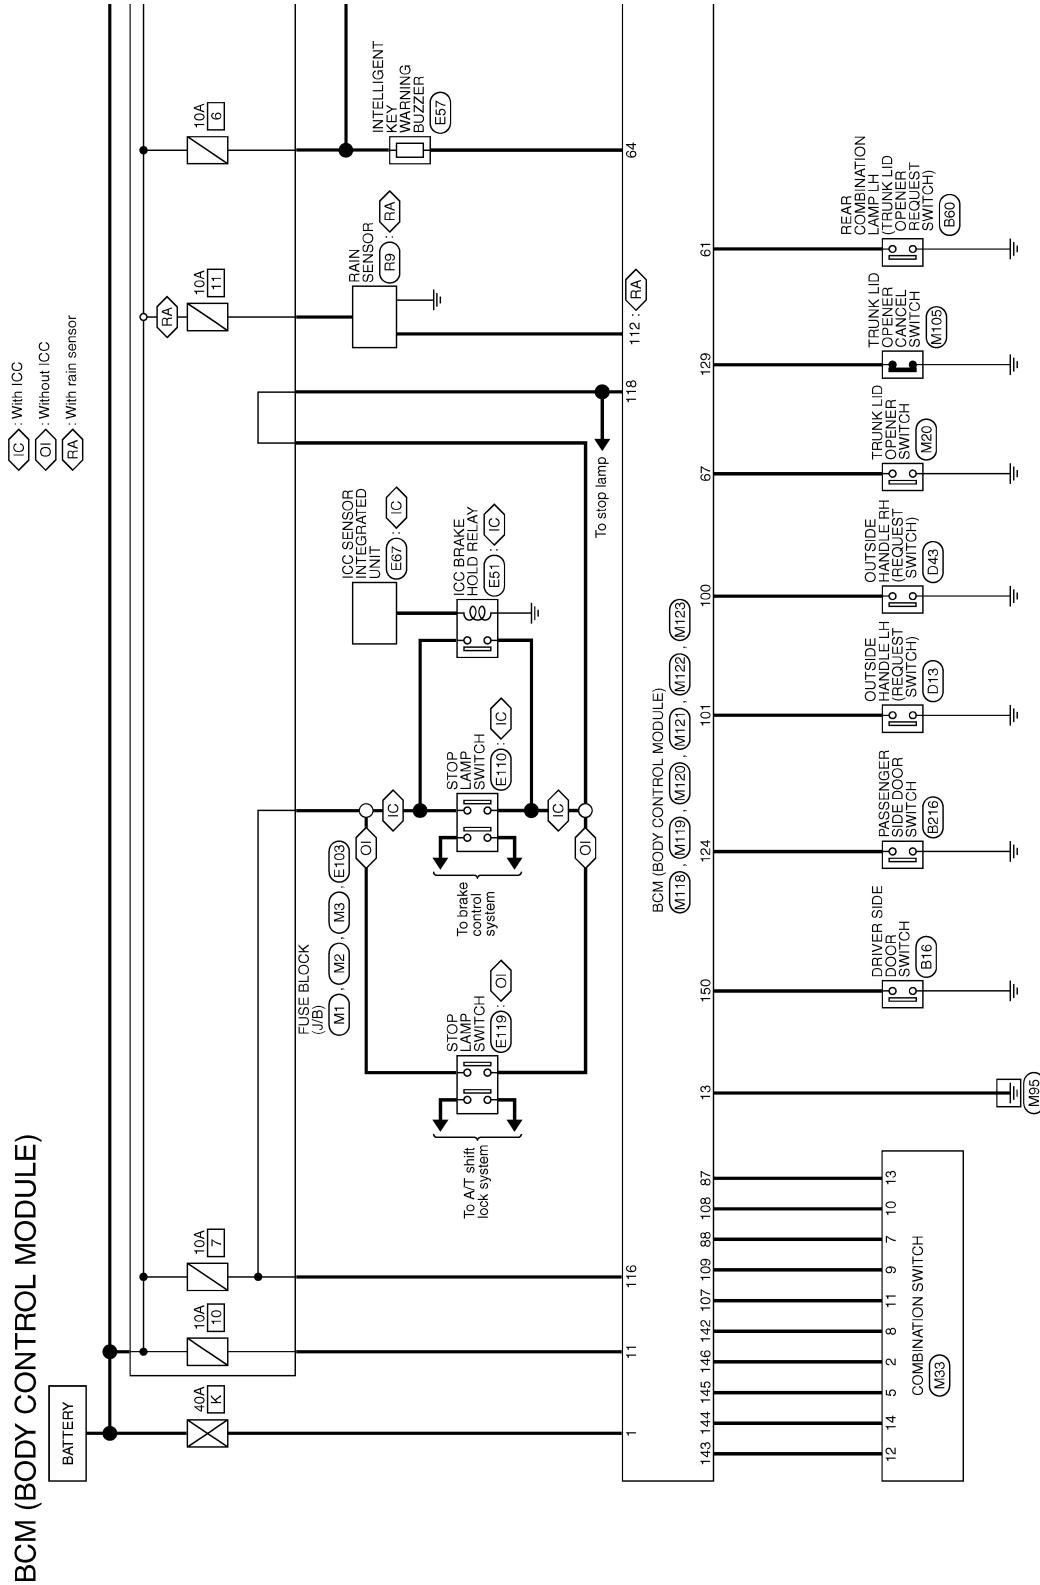 BCM (BODY CONTROL MODULE)
IC : With ICC
OI : Without ICC
RA : With rain sensor
BATTERY
40A
K
10A
10
10A
7
RA
10A
11
10A
6
FUSE BLOCK
(J/B)
M1 , M2 , M3 , E103
To A/T shift
lock system
STOP
LAMP
SWITCH
E119 : OI
OI
IC
To brake
control
system
STOP
LAMP
SWITCH
E110 : IC
OI
IC
ICC SENSOR
INTEGRATED
UNIT
E67 : IC
ICC BRAKE
HOLD RELAY
E51 : IC
To stop lamp
RAIN
SENSOR
R9 : RA
INTELLIGENT
KEY
WARNING
BUZZER
E57
1
11
116
118
112 : RA
64
BCM (BODY CONTROL MODULE)
M118 , M119 , M120 , M121 , M122 , M123
143
144
145
146
142
107
109
88
108
87
13
150
124
101
100
67
129
61
12
14
5
2
8
11
9
7
10
13
COMBINATION SWITCH
M33
M95
DRIVER SIDE
DOOR
SWITCH
B16
PASSENGER
SIDE DOOR
SWITCH
B216
OUTSIDE
HANDLE LH
(REQUEST
SWITCH)
D13
OUTSIDE
HANDLE RH
(REQUEST
SWITCH)
D43
TRUNK LID
OPENER
SWITCH
M20
TRUNK LID
OPENER
CANCEL
SWITCH
M105
REAR
COMBINATION
LAMP LH
(TRUNK LID
OPENER
REQUEST
SWITCH)
B60